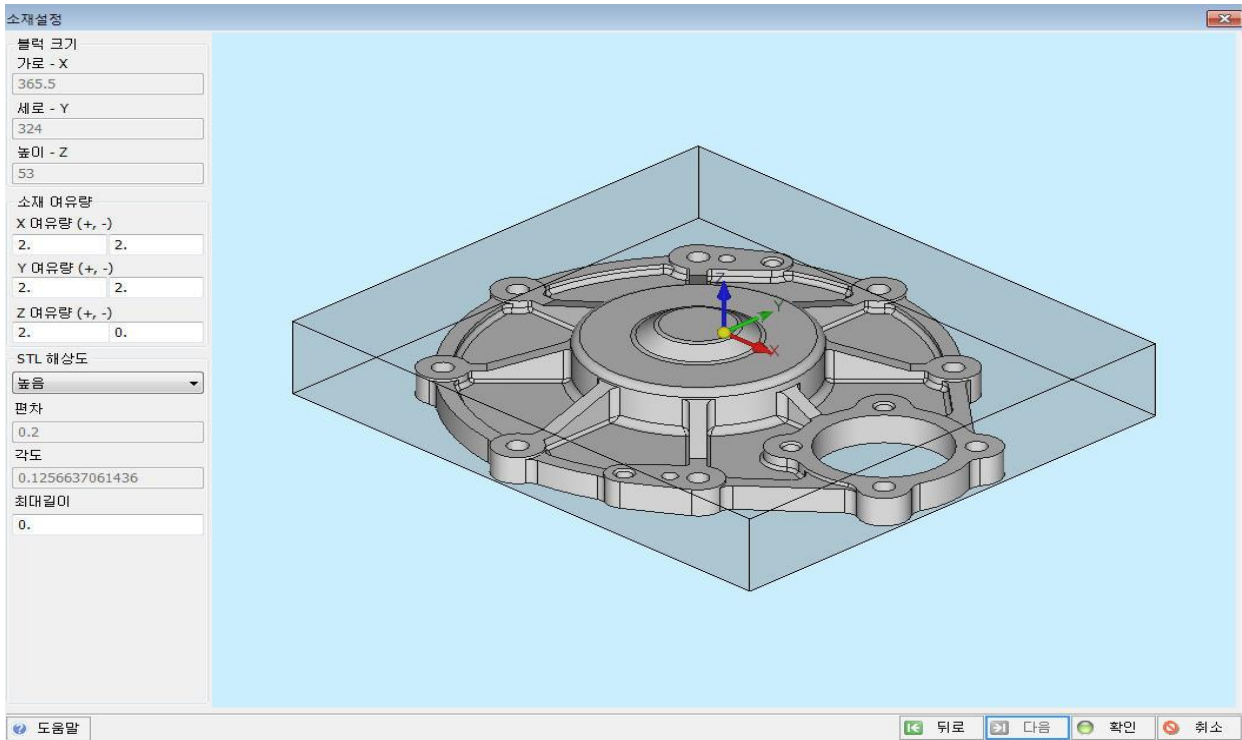 소재설정
블럭 크기
가로 - X
365.5
세로 - Y
324
높이 - Z
53
소재 여유량
X 여유량 (+, -)
2. 2.
Y 여유량 (+, -)
2. 2.
Z 여유량 (+, -)
2. 0.
STL 해상도
높음
편차
0.2
각도
0.1256637061436
최대길이
0.
Z
Y
X
도움말 뒤로 다음 확인 취소